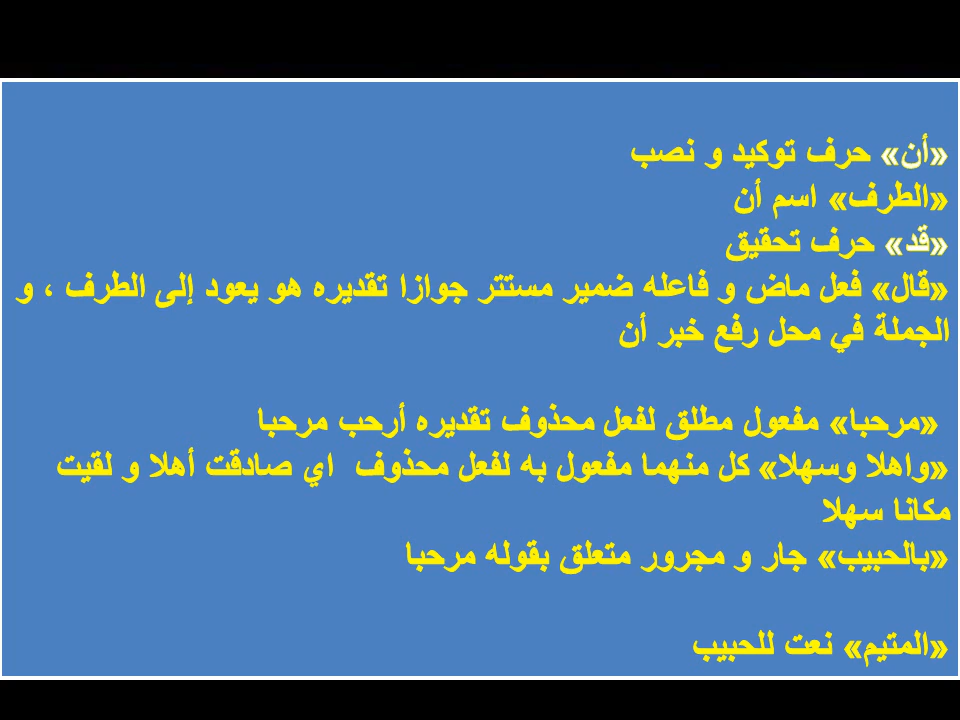 «أن» حرف توكيد و نصب
«الطرف» اسم أن
«قد» حرف تحقيق
«قال» فعل ماض و فاعله ضمير مستتر جوازا تقديره هو يعود إلى الطرف ، و
الجملة في محل رفع خبر أن
«مرحبا» مفعول مطلق لفعل محذوف تقديره أرحب مرحبا
«واهلا وسهلا» كل منهما مفعول به لفعل محذوف اي صادقت أهلا و لقيت
مكانا سهلا
«بالحبيب» جار و مجرور متعلق بقوله مرحبا
«المتيم» نعت للحبيب